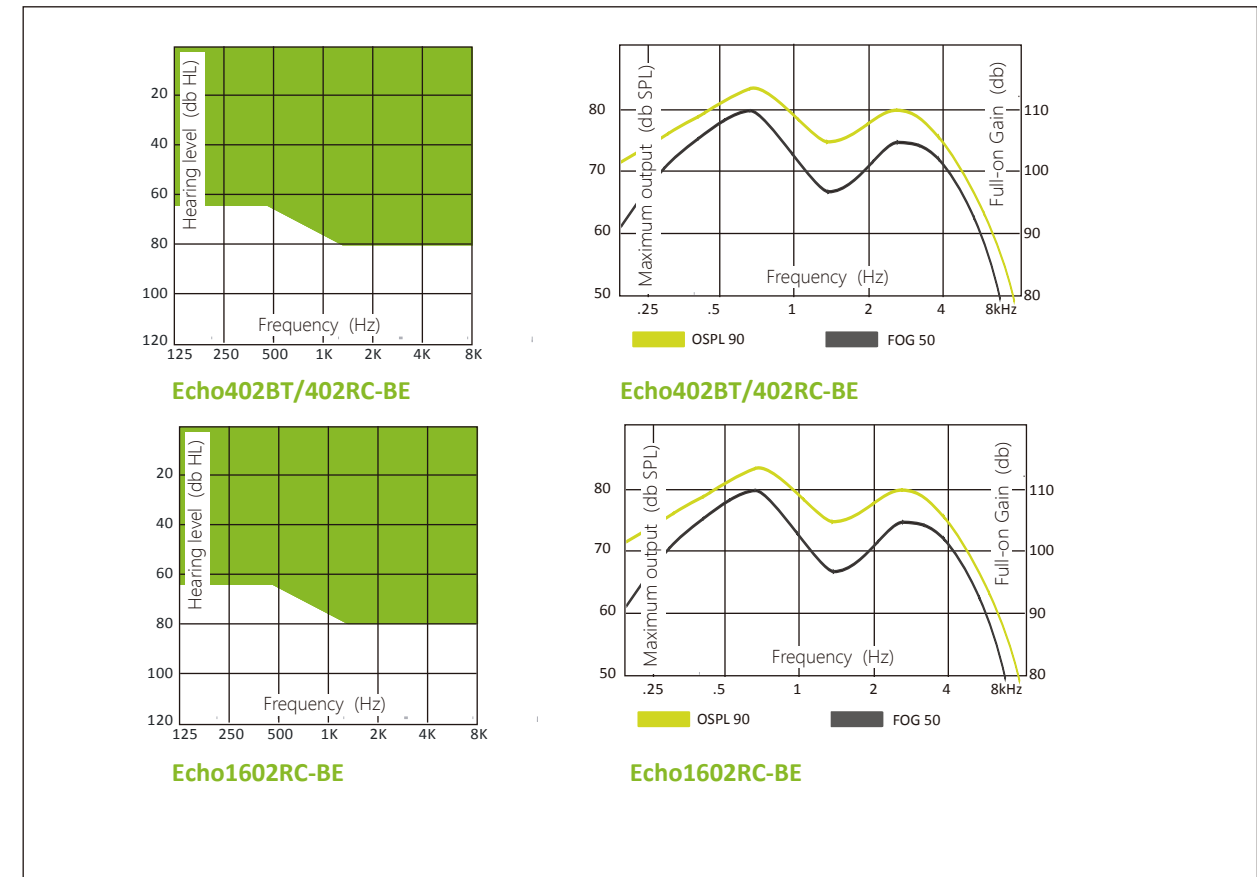 Hearing level (db HL)
20
40
60
80
100
120
Frequency (Hz)
125 250 500 1K 2K 4K 8K
Echo402BT/402RC-BE
Maximum output (db SPL)
80
70
60
50
Full-on Gain (db)
110
100
90
80
Frequency (Hz)
.25 .5 1 2 4 8kHz
OSPL 90 FOG 50
Echo402BT/402RC-BE
Hearing level (db HL)
20
40
60
80
100
120
Frequency (Hz)
125 250 500 1K 2K 4K 8K
Echo1602RC-BE
Maximum output (db SPL)
80
70
60
50
Full-on Gain (db)
110
100
90
80
Frequency (Hz)
.25 .5 1 2 4 8kHz
OSPL 90 FOG 50
Echo1602RC-BE